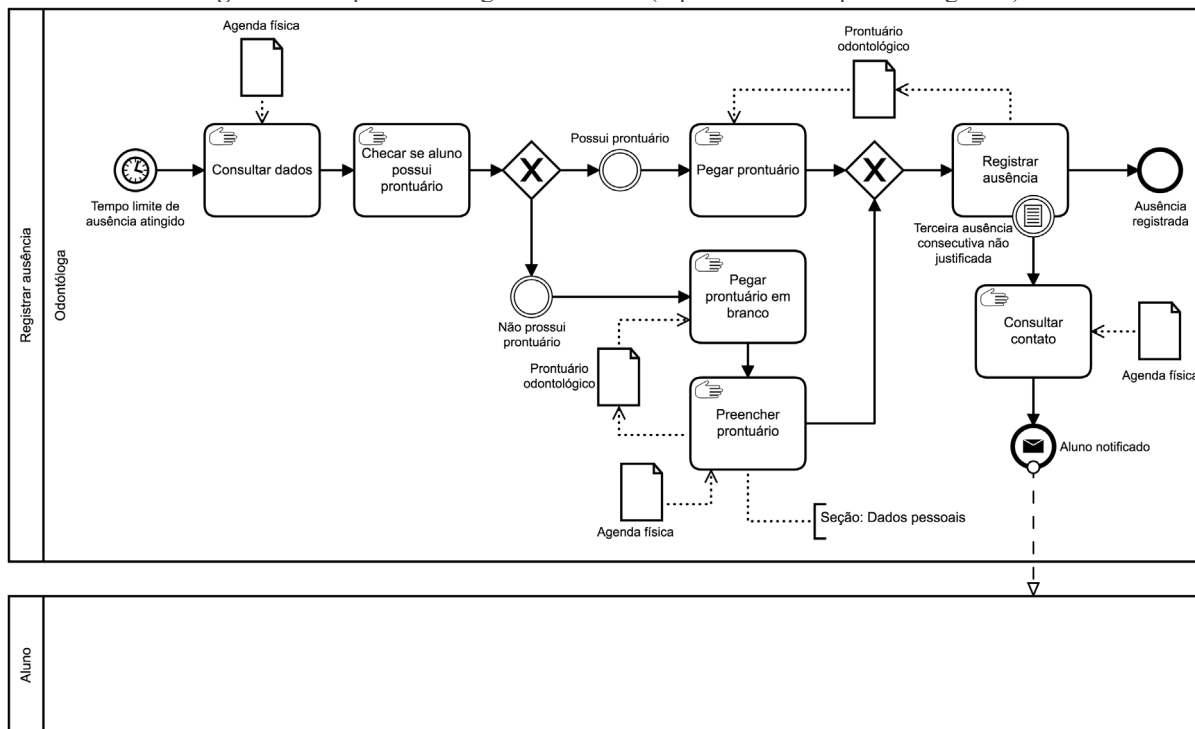 Agenda física
Prontuário
odontológico
Possui prontuário
Consultar dados
Checar se aluno
possui
prontuário
Pegar prontuário
Registrar
ausência
Tempo limite de
ausência atingido
Ausência
registrada
Terceira ausência
consecutiva não
justificada
Registrar ausência
Odontóloga
Pegar
prontuário em
branco
Não prossui
prontuário
Consultar
contato
Prontuário
odontológico
Agenda física
Preencher
prontuário
Aluno notificado
Agenda física
Seção: Dados pessoais
Aluno